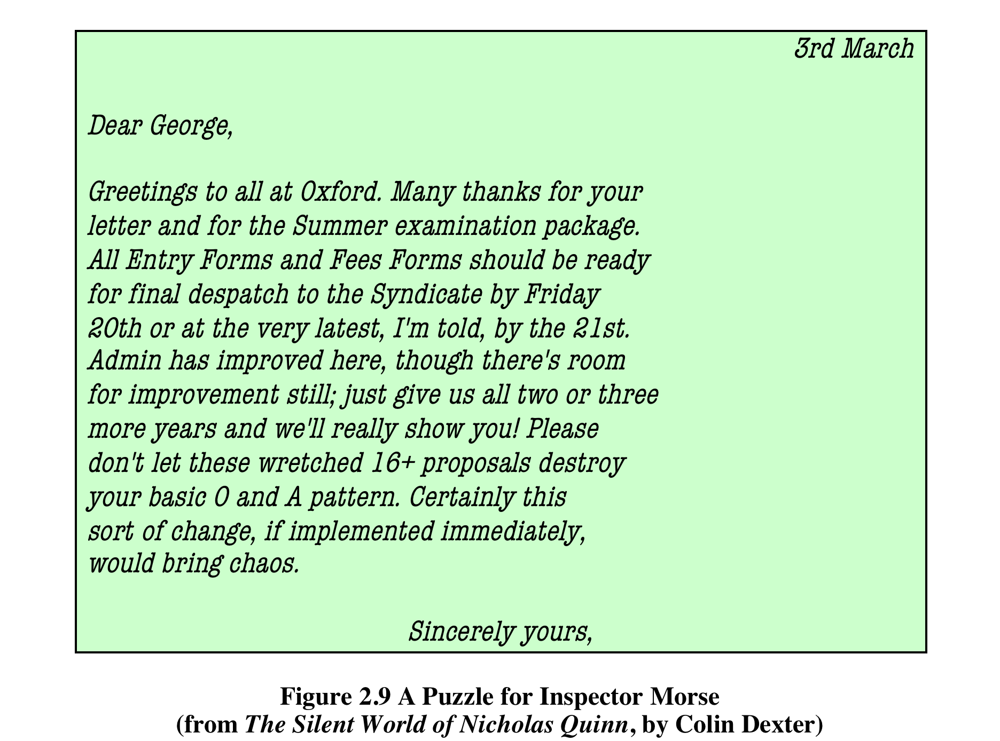 3rd March
Dear George,
Greetings to all at Oxford. Many thanks for your
letter and for the Summer examination package.
All Entry Forms and Fees Forms should be ready
for final despatch to the Syndicate by Friday
20th or at the very latest, I'm told, by the 21st.
Admin has improved here, though there's room
for improvement still; just give us all two or three
more years and we'll really show you! Please
don't let these wretched 16+ proposals destroy
your basic O and A pattern. Certainly this
sort of change, if implemented immediately,
would bring chaos.
Sincerely yours,
Figure 2.9 A Puzzle for Inspector Morse
(from The Silent World of Nicholas Quinn, by Colin Dexter)